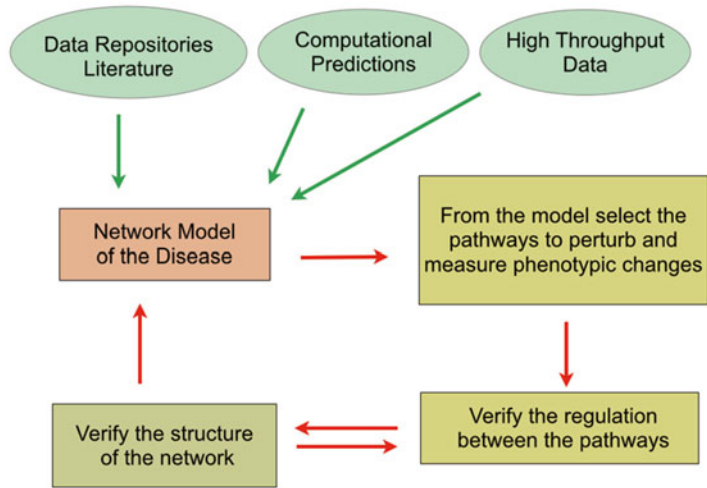 Data Repositories
Literature
Computational
Predictions
High Throughput
Data
Network Model
of the Disease
From the model select the
pathways to perturb and
measure phenotypic changes
Verify the structure
of the network
Verify the regulation
between the pathways